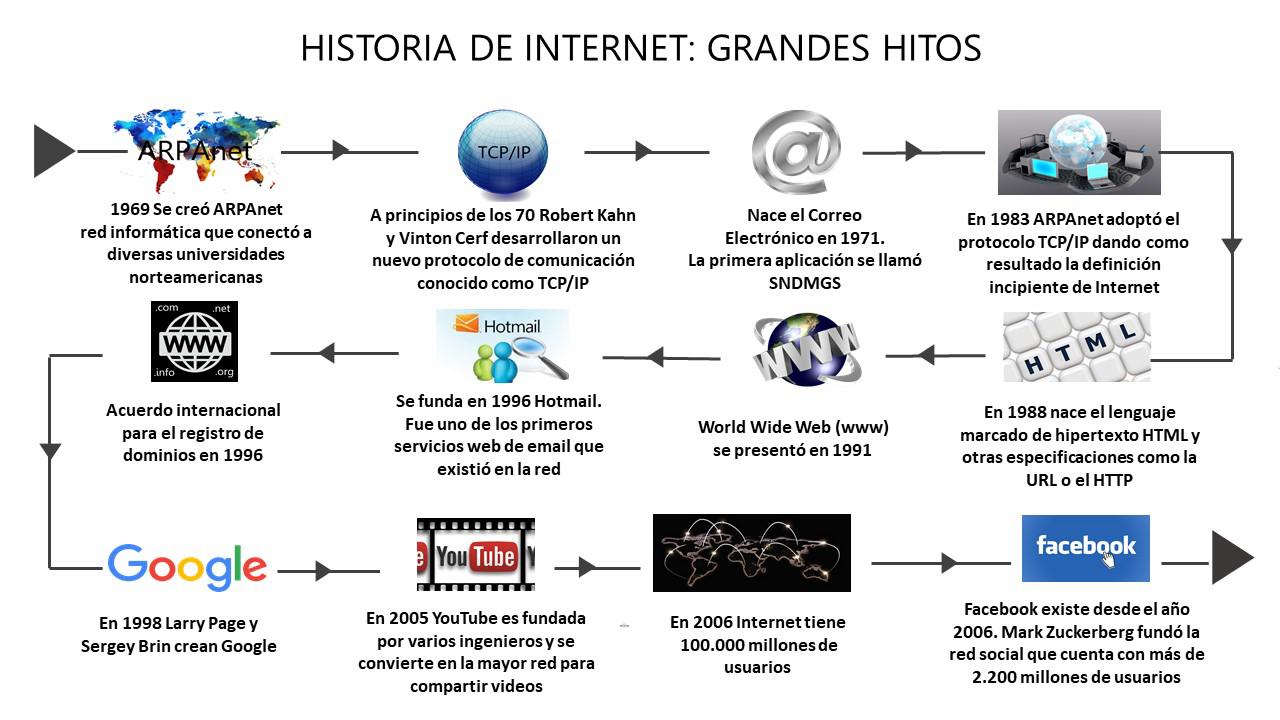 HISTORIA DE INTERNET: GRANDES HITOS
ARPAnet
1969 Se creó ARPAnet
red informática que conectó a
diversas universidades
norteamericanas
TCP/IP
A principios de los 70 Robert Kahn
y Vinton Cerf desarrollaron un
nuevo protocolo de comunicación
conocido como TCP/IP
@
Nace el Correo
Electrónico en 1971.
La primera aplicación se llamó
SNDMGS
En 1983 ARPAnet adoptó el
protocolo TCP/IP dando como
resultado la definición
incipiente de Internet
HTML
En 1988 nace el lenguaje
marcado de hipertexto HTML y
otras especificaciones como la
URL o el HTTP
WWW
World Wide Web (www)
se presentó en 1991
Hotmail
Se funda en 1996 Hotmail.
Fue uno de los primeros
servicios web de email que
existió en la red
.com .net
WWW
.info .org
Acuerdo internacional
para el registro de
dominios en 1996
Google
En 1998 Larry Page y
Sergey Brin crean Google
YouTube
En 2005 YouTube es fundada
por varios ingenieros y se
convierte en la mayor red para
compartir videos
En 2006 Internet tiene
100.000 millones de
usuarios
facebook
Facebook existe desde el año
2006. Mark Zuckerberg fundó la
red social que cuenta con más de
2.200 millones de usuarios